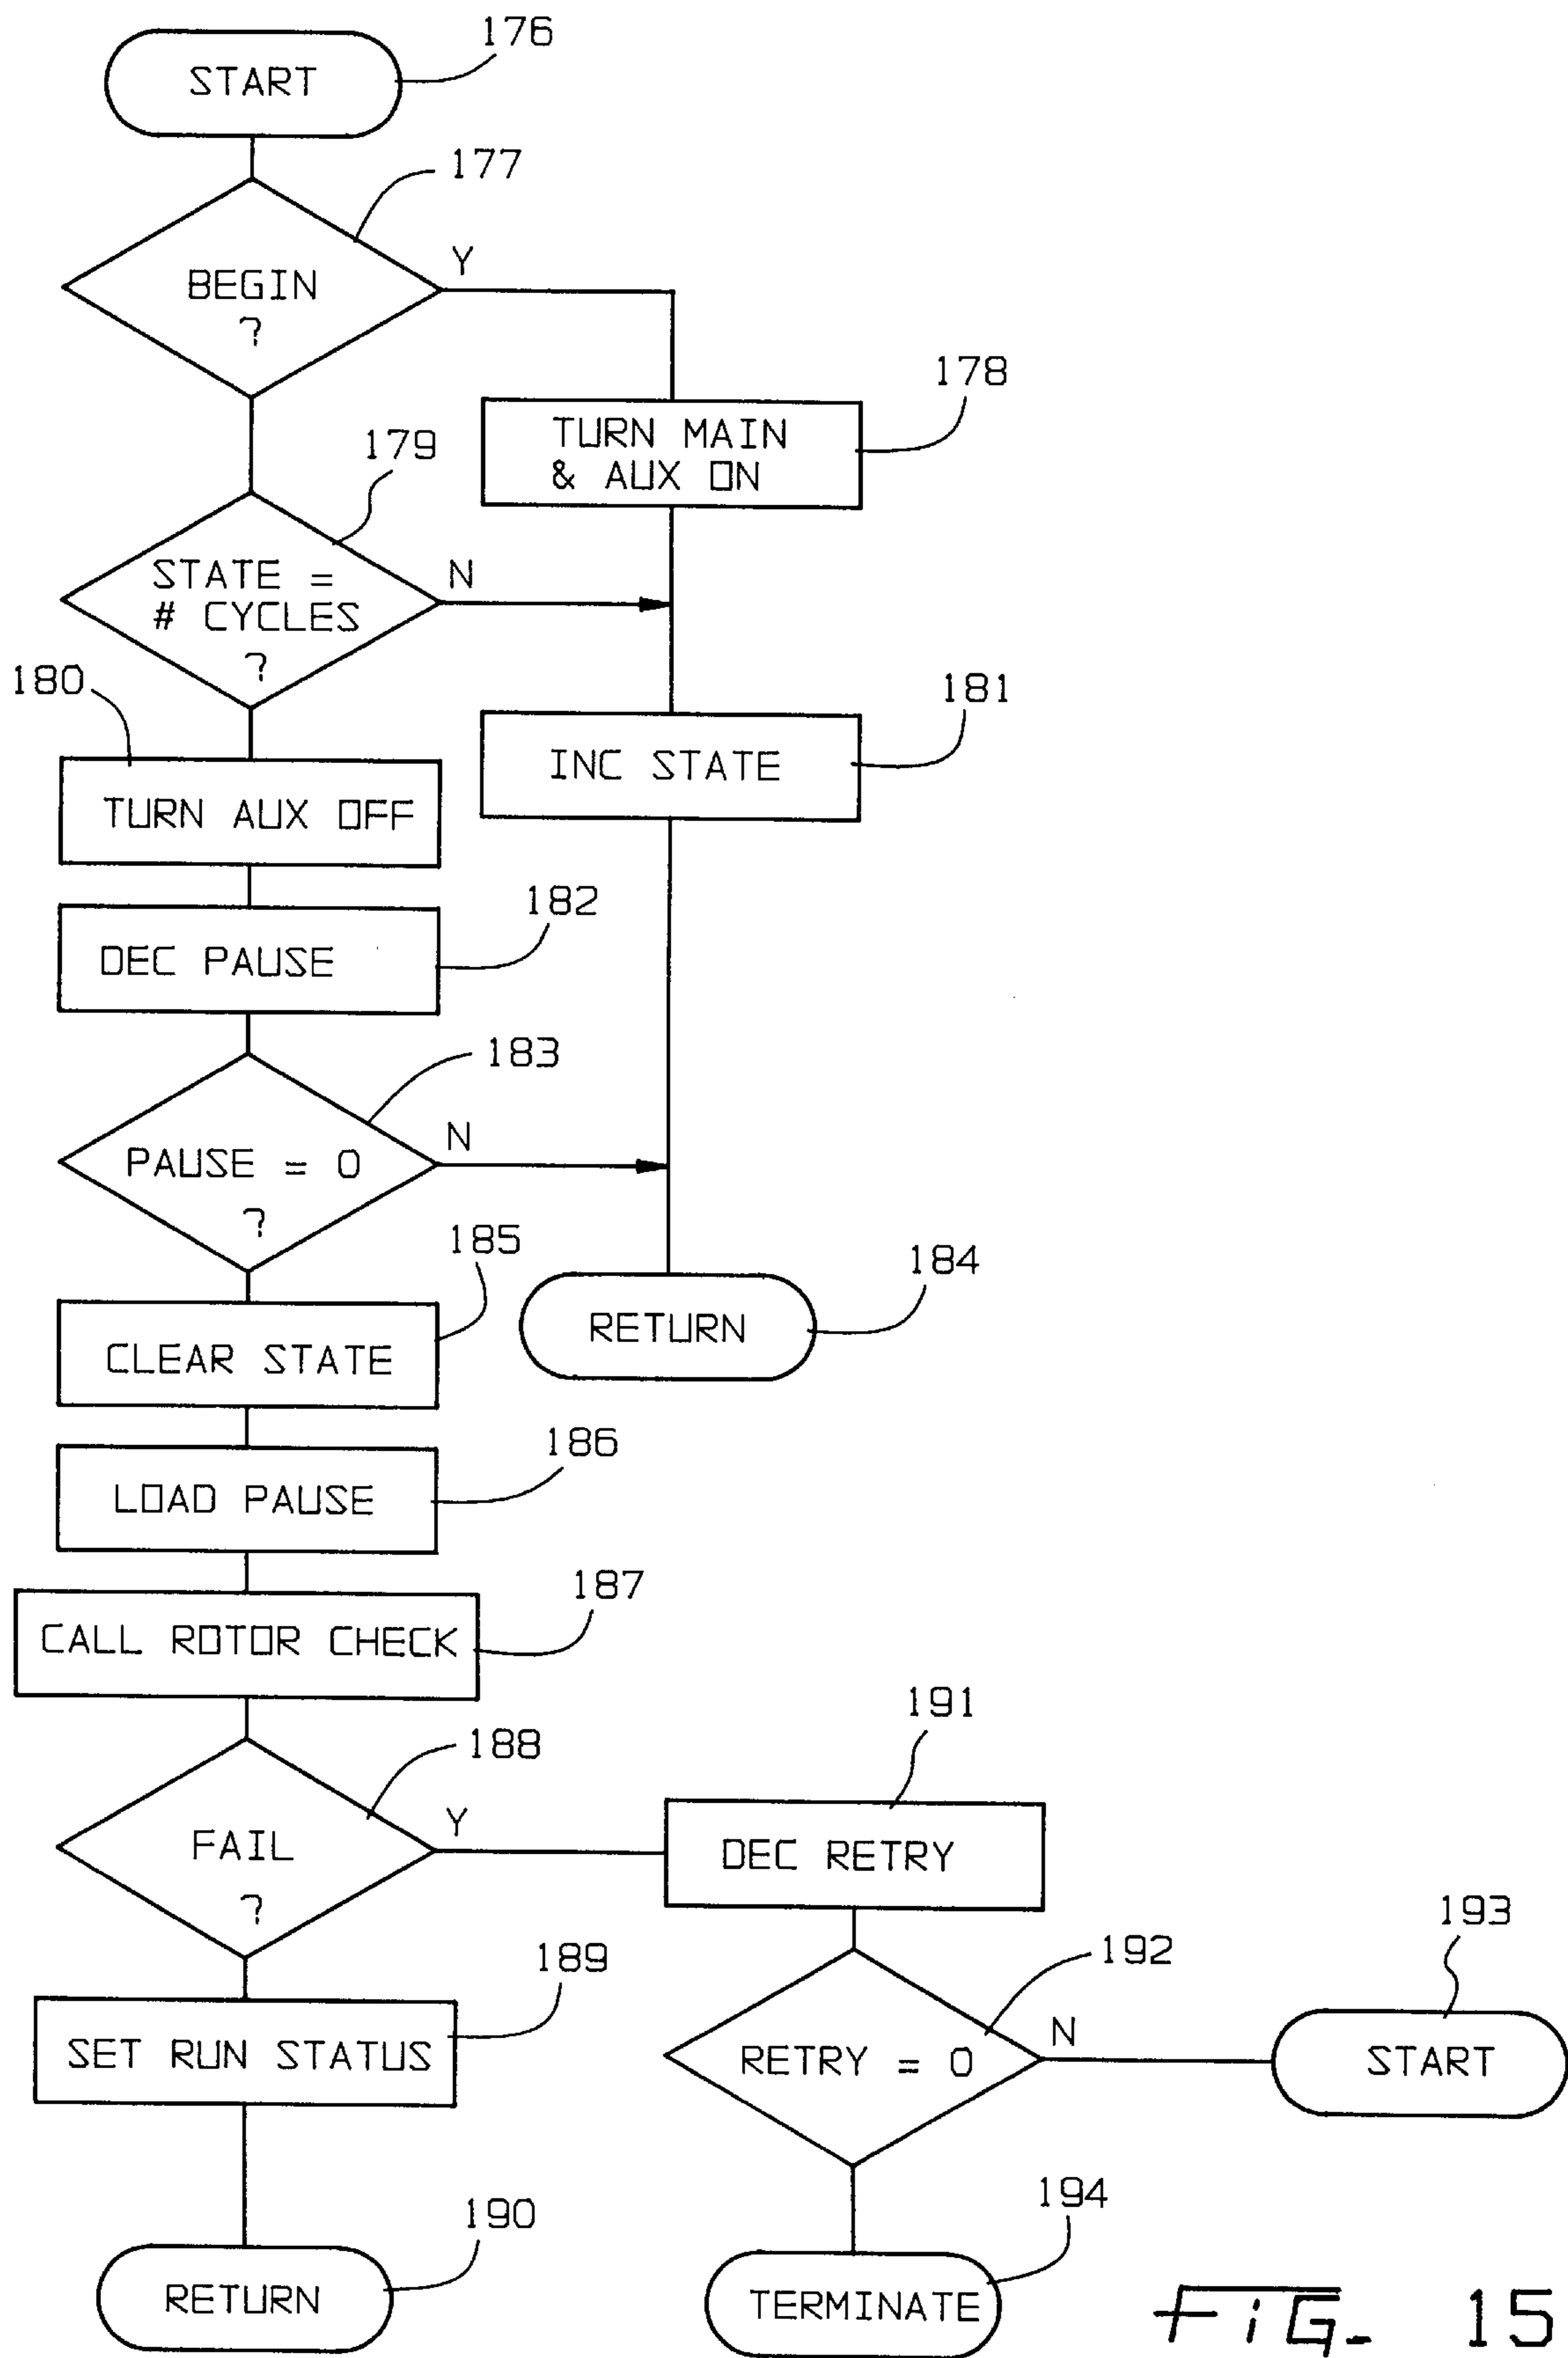 176
START
177
BEGIN
?
Y
178
TURN MAIN
& AUX ON
179
STATE =
# CYCLES
?
N
180
TURN AUX OFF
181
INC STATE
182
DEC PAUSE
183
PAUSE = 0
?
N
184
RETURN
185
CLEAR STATE
186
LOAD PAUSE
187
CALL ROTOR CHECK
188
FAIL
?
Y
191
DEC RETRY
189
SET RUN STATUS
192
RETRY = 0
N
193
START
190
RETURN
194
TERMINATE
FiG. 15